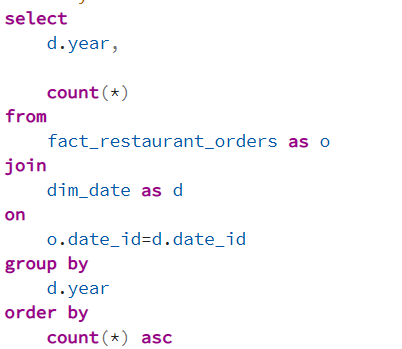 select
d.year,
count(*)
from
fact_restaurant_orders as o
join
dim_date as d
on
o.date_id=d.date_id
group by
d.year
order by
count(*) asc